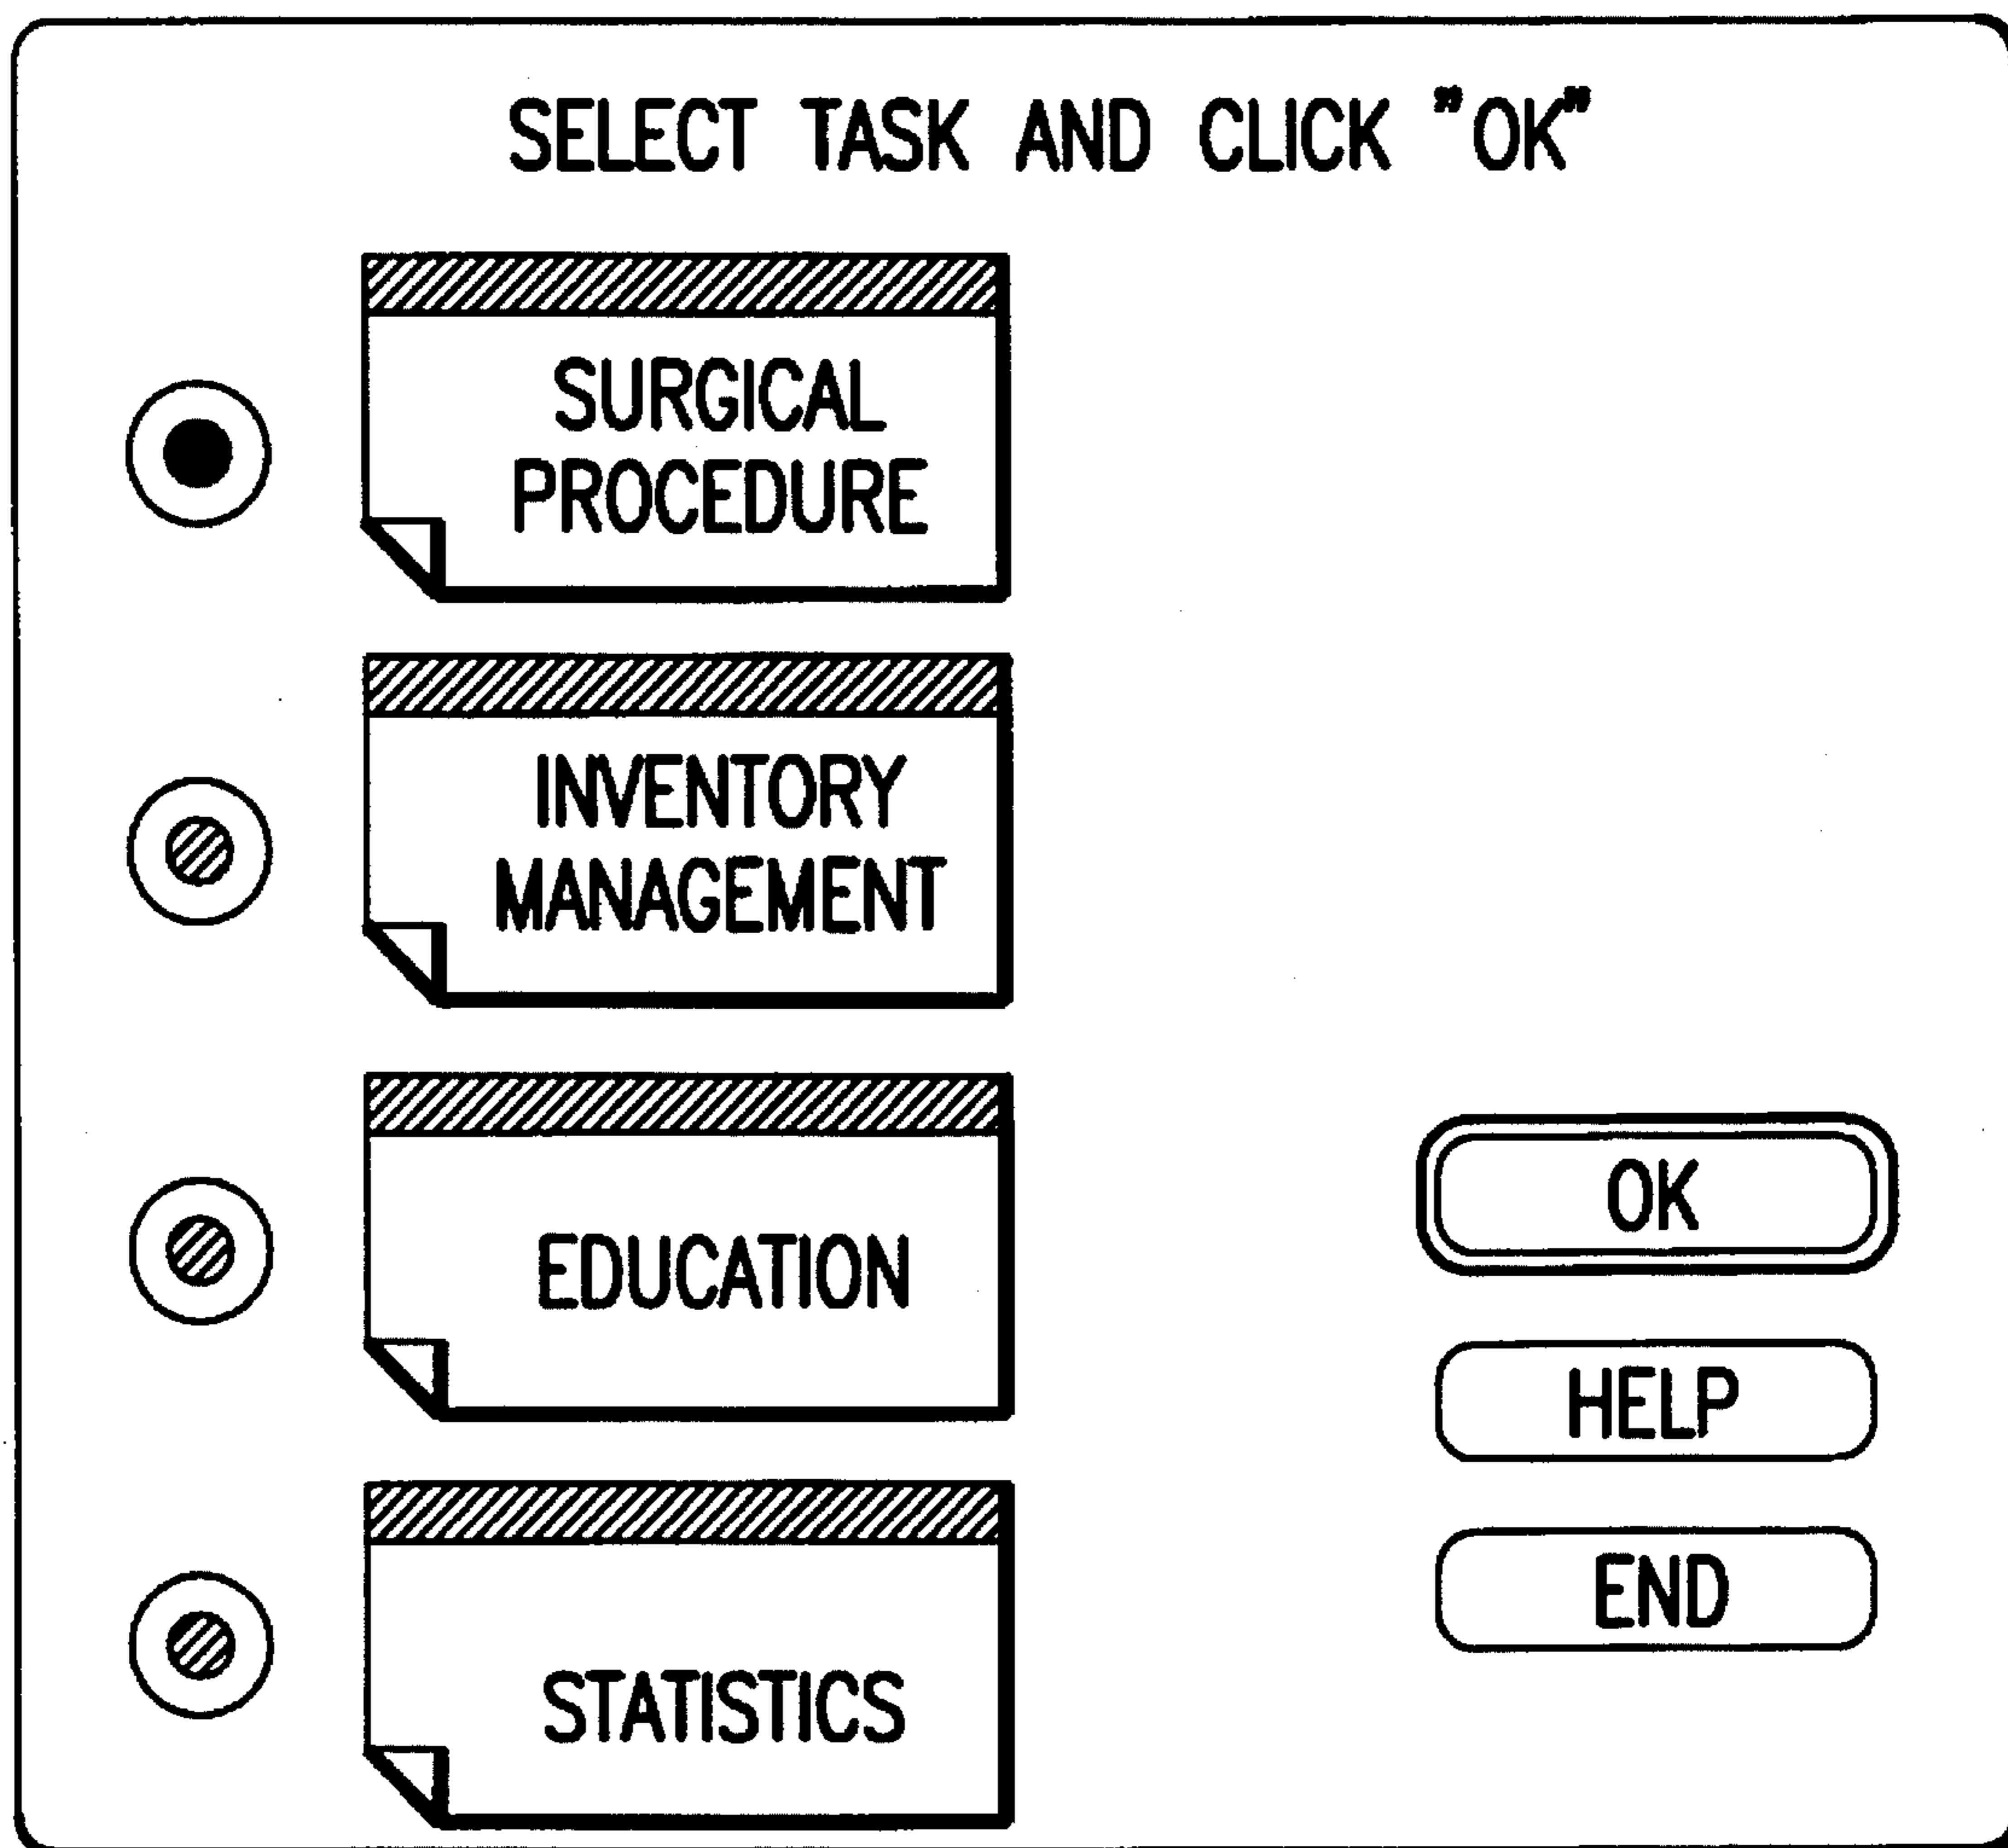 SELECT TASK AND CLICK "OK"
SURGICAL
PROCEDURE
INVENTORY
MANAGEMENT
EDUCATION
STATISTICS
OK
HELP
END